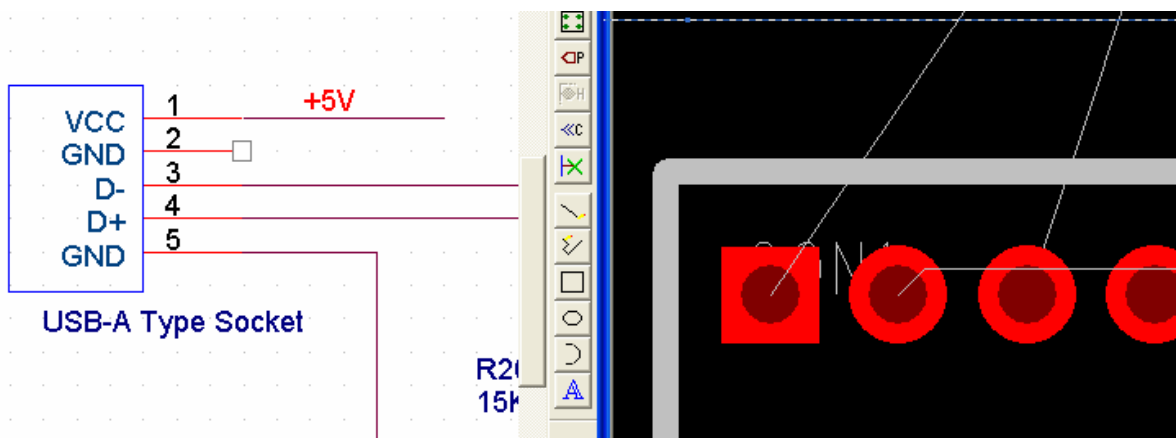 VCC 1 +5V
GND 2
D- 3
D+ 4
GND 5
USB-A Type Socket
P
H
C
A